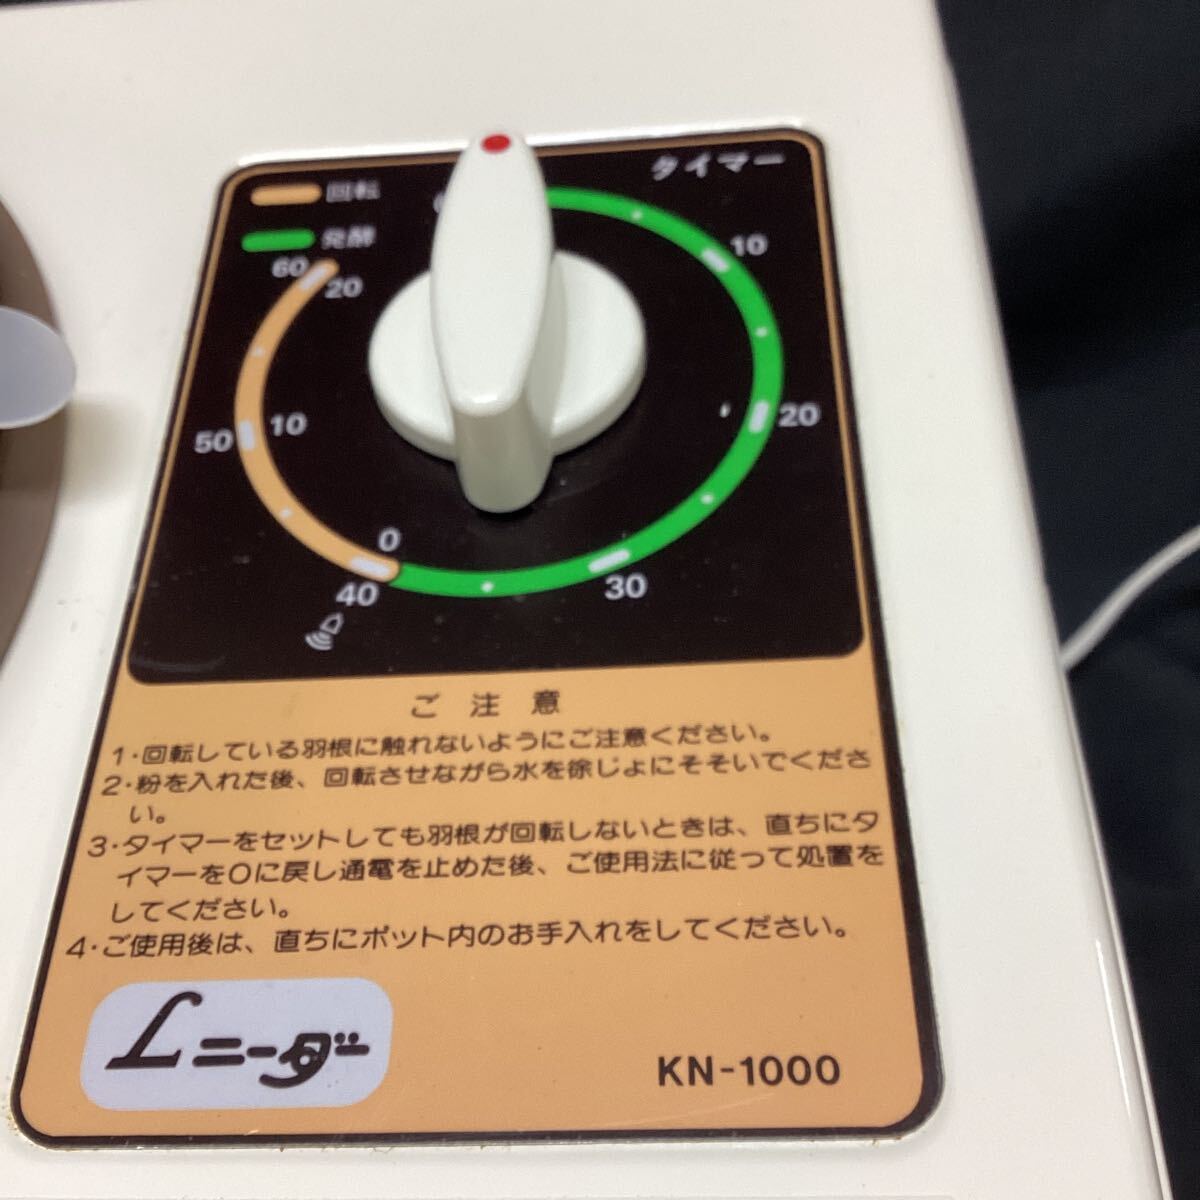 タイマー
回転
発酵
60
20
10
50
10
20
0
40
30
ご注意
1・回転している羽根に触れないようにご注意ください。
2・粉を入れた後、回転させながら水を徐じょにそそいでくださ
い。
3・タイマーをセットしても羽根が回転しないときは、直ちにタ
イマーを0に戻し通電を止めた後、ご使用法に従って処置を
してください。
4・ご使用後は、直ちにポット内のお手入れをしてください。
Lニーダー
KN-1000